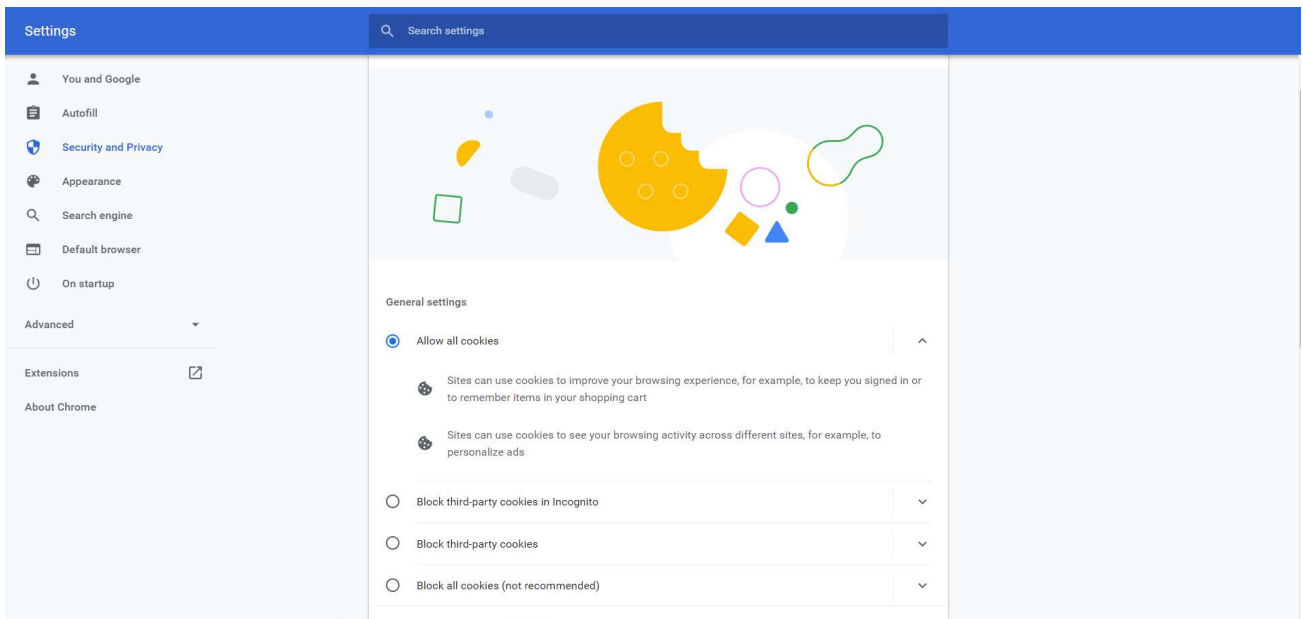 Settings
Search settings
You and Google
Autofill
Security and Privacy
Appearance
Search engine
Default browser
On startup
Advanced
Extensions
About Chrome
General settings
Allow all cookies
Sites can use cookies to improve your browsing experience, for example, to keep you signed in or
to remember items in your shopping cart
Sites can use cookies to see your browsing activity across different sites, for example, to
personalize ads
Block third-party cookies in Incognito
Block third-party cookies
Block all cookies (not recommended)